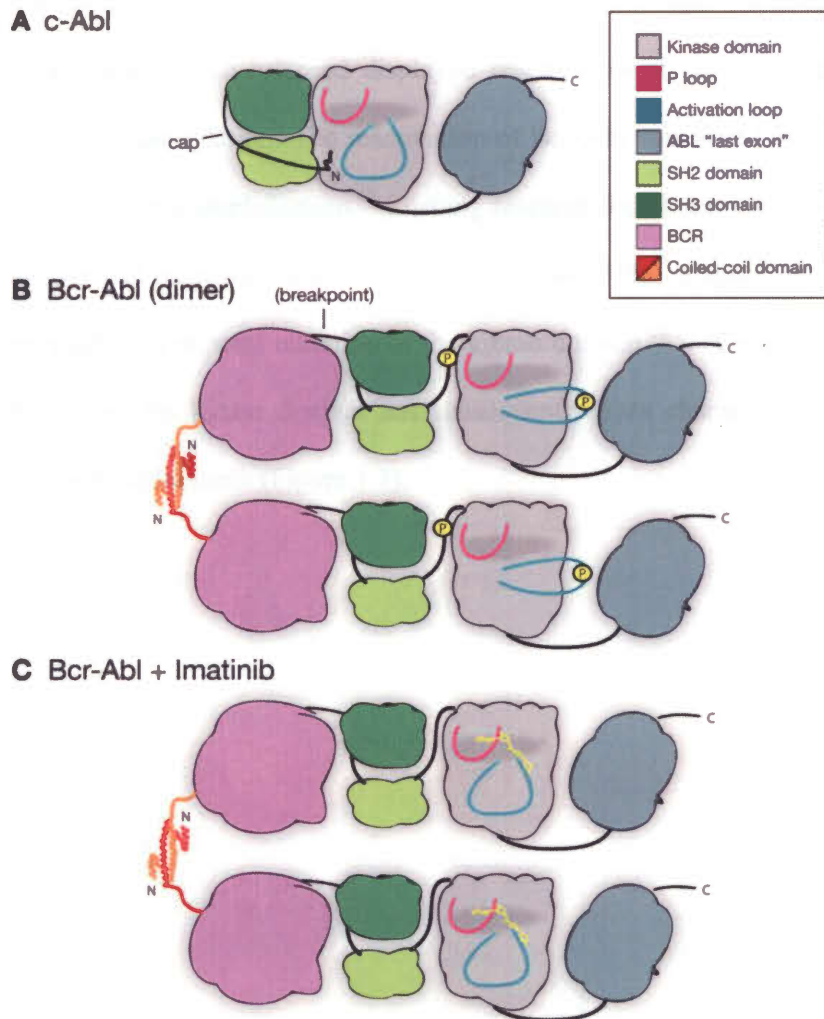 A c-Abl
cap
N
C
Kinase domain
P loop
Activation loop
ABL “last exon”
SH2 domain
SH3 domain
BCR
Coiled-coil domain
B Bcr-Abl (dimer)
(breakpoint)
P
C
P
N
N
P
C
P
C Bcr-Abl + Imatinib
C
N
N
C